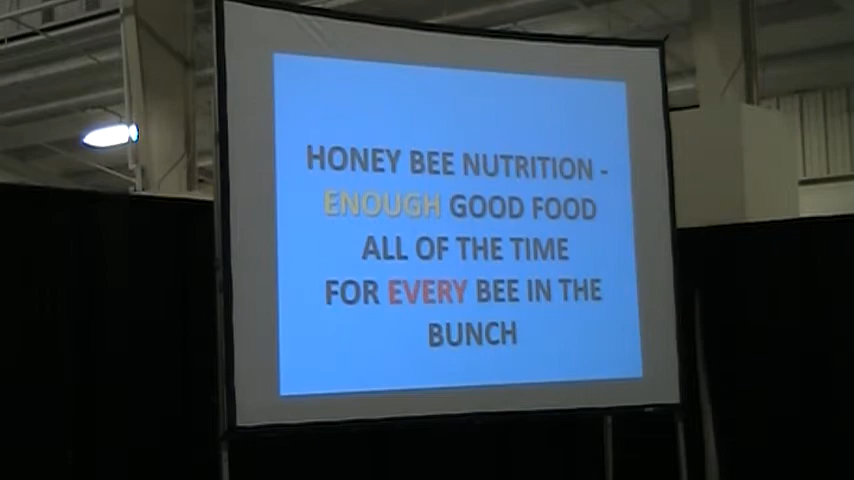 HONEY BEE NUTRITION -
ENOUGH GOOD FOOD
ALL OF THE TIME
FOR EVERY BEE IN THE
BUNCH